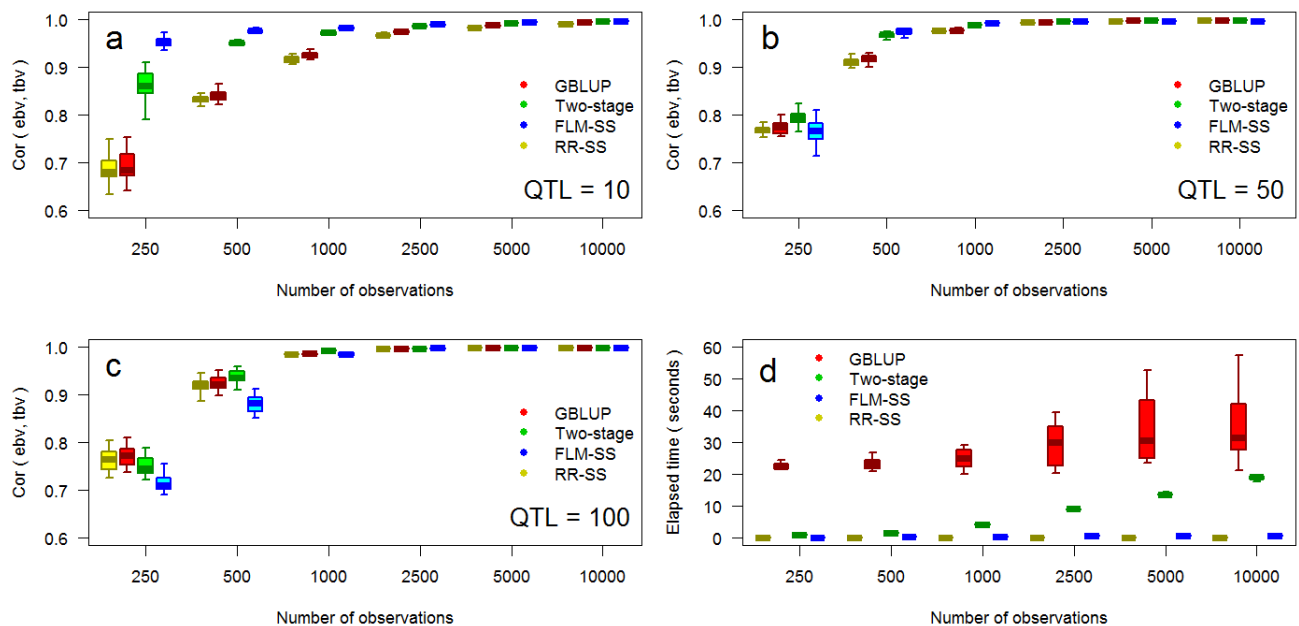 a
Cor ( ebv, tbv )
1.0
0.9
0.8
0.7
0.6
GBLUP
Two-stage
FLM-SS
RR-SS
QTL = 10
250 500 1000 2500 5000 10000
Number of observations
b
Cor ( ebv, tbv )
1.0
0.9
0.8
0.7
0.6
GBLUP
Two-stage
FLM-SS
RR-SS
QTL = 50
250 500 1000 2500 5000 10000
Number of observations
c
Cor ( ebv, tbv )
1.0
0.9
0.8
0.7
0.6
GBLUP
Two-stage
FLM-SS
RR-SS
QTL = 100
250 500 1000 2500 5000 10000
Number of observations
d
Elapsed time ( seconds )
60
50
40
30
20
10
0
GBLUP
Two-stage
FLM-SS
RR-SS
250 500 1000 2500 5000 10000
Number of observations